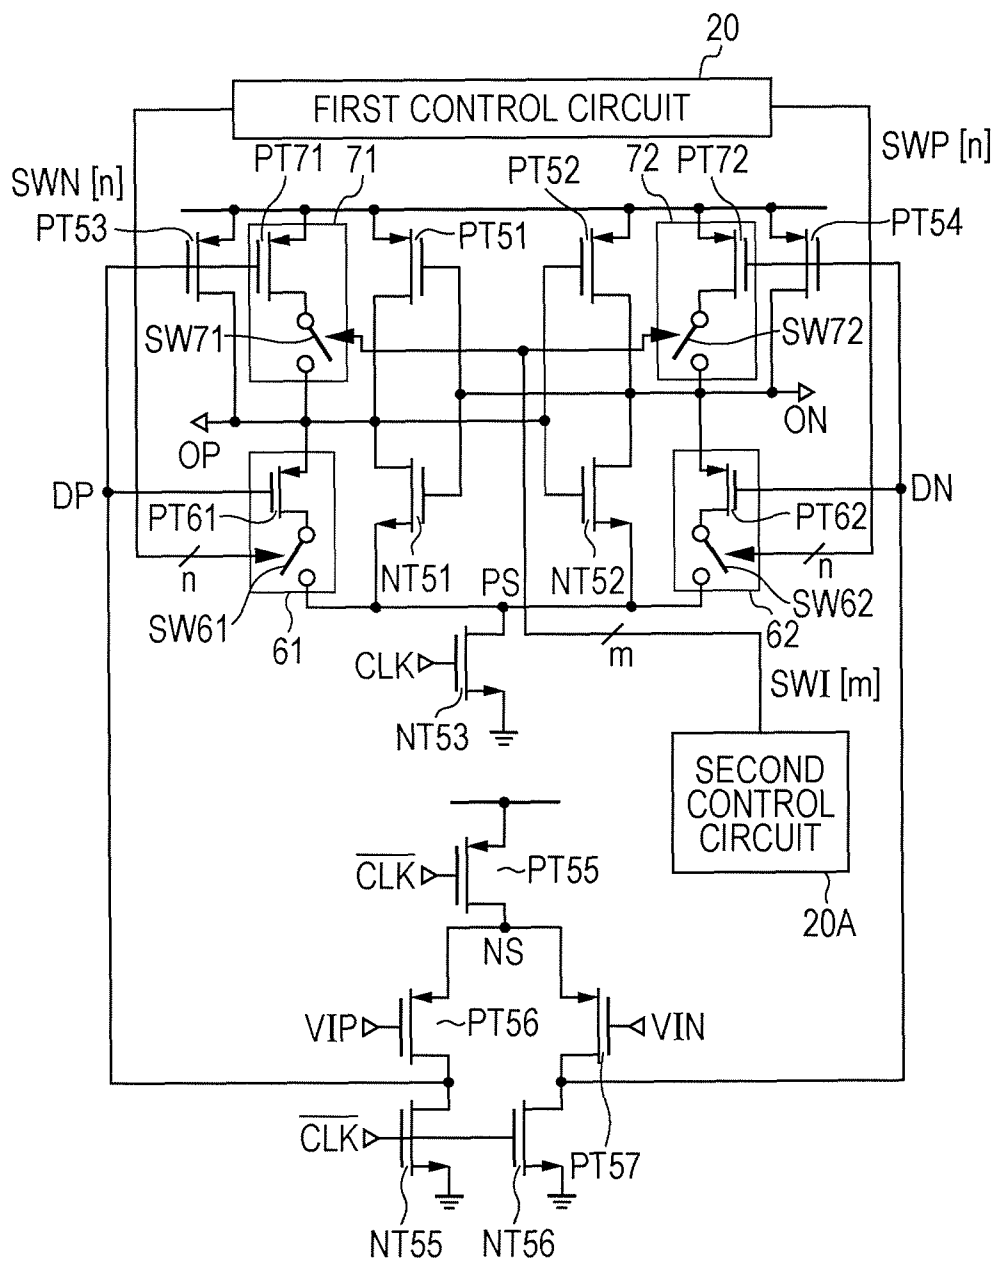 20
FIRST CONTROL CIRCUIT
SWN [n]
PT71
71
PT52
72
PT72
SWP [n]
PT53
PT51
PT54
SW71
SW72
OP
ON
DP
PT61
PT62
DN
n
NT51
PS
NT52
n
SW61
61
SW62
62
CLK
m
SWI [m]
NT53
SECOND
CONTROL
CIRCUIT
CLK
PT55
20A
NS
VIP
PT56
VIN
CLK
PT57
NT55
NT56